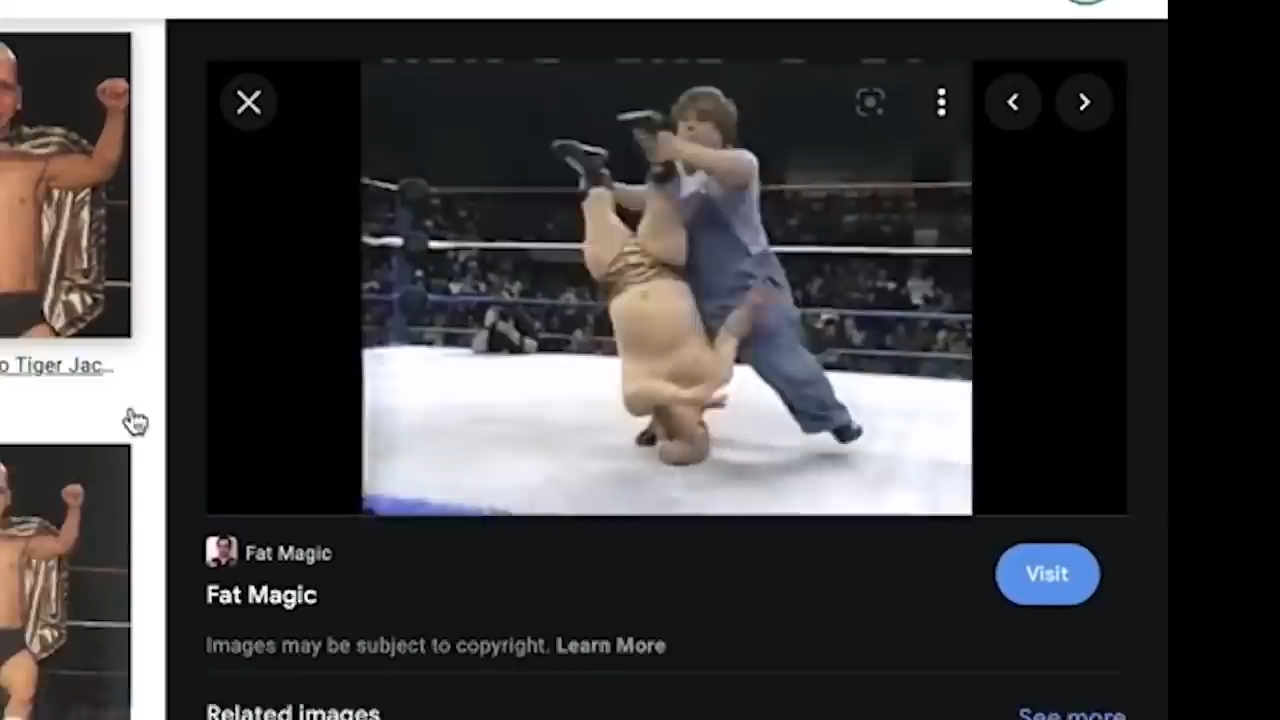 o Tiger Jac...
Fat Magic
Fat Magic
Visit
Images may be subject to copyright. Learn More
Related images
See more